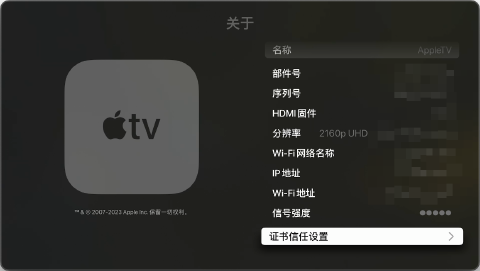 关于
名称 AppleTV
部件号
序列号
HDMI 固件
分辨率 2160p UHD
Wi-Fi 网络名称
IP 地址
Wi-Fi 地址
信号强度
证书信任设置
tv
™ & © 2007-2023 Apple Inc. 保留一切权利。